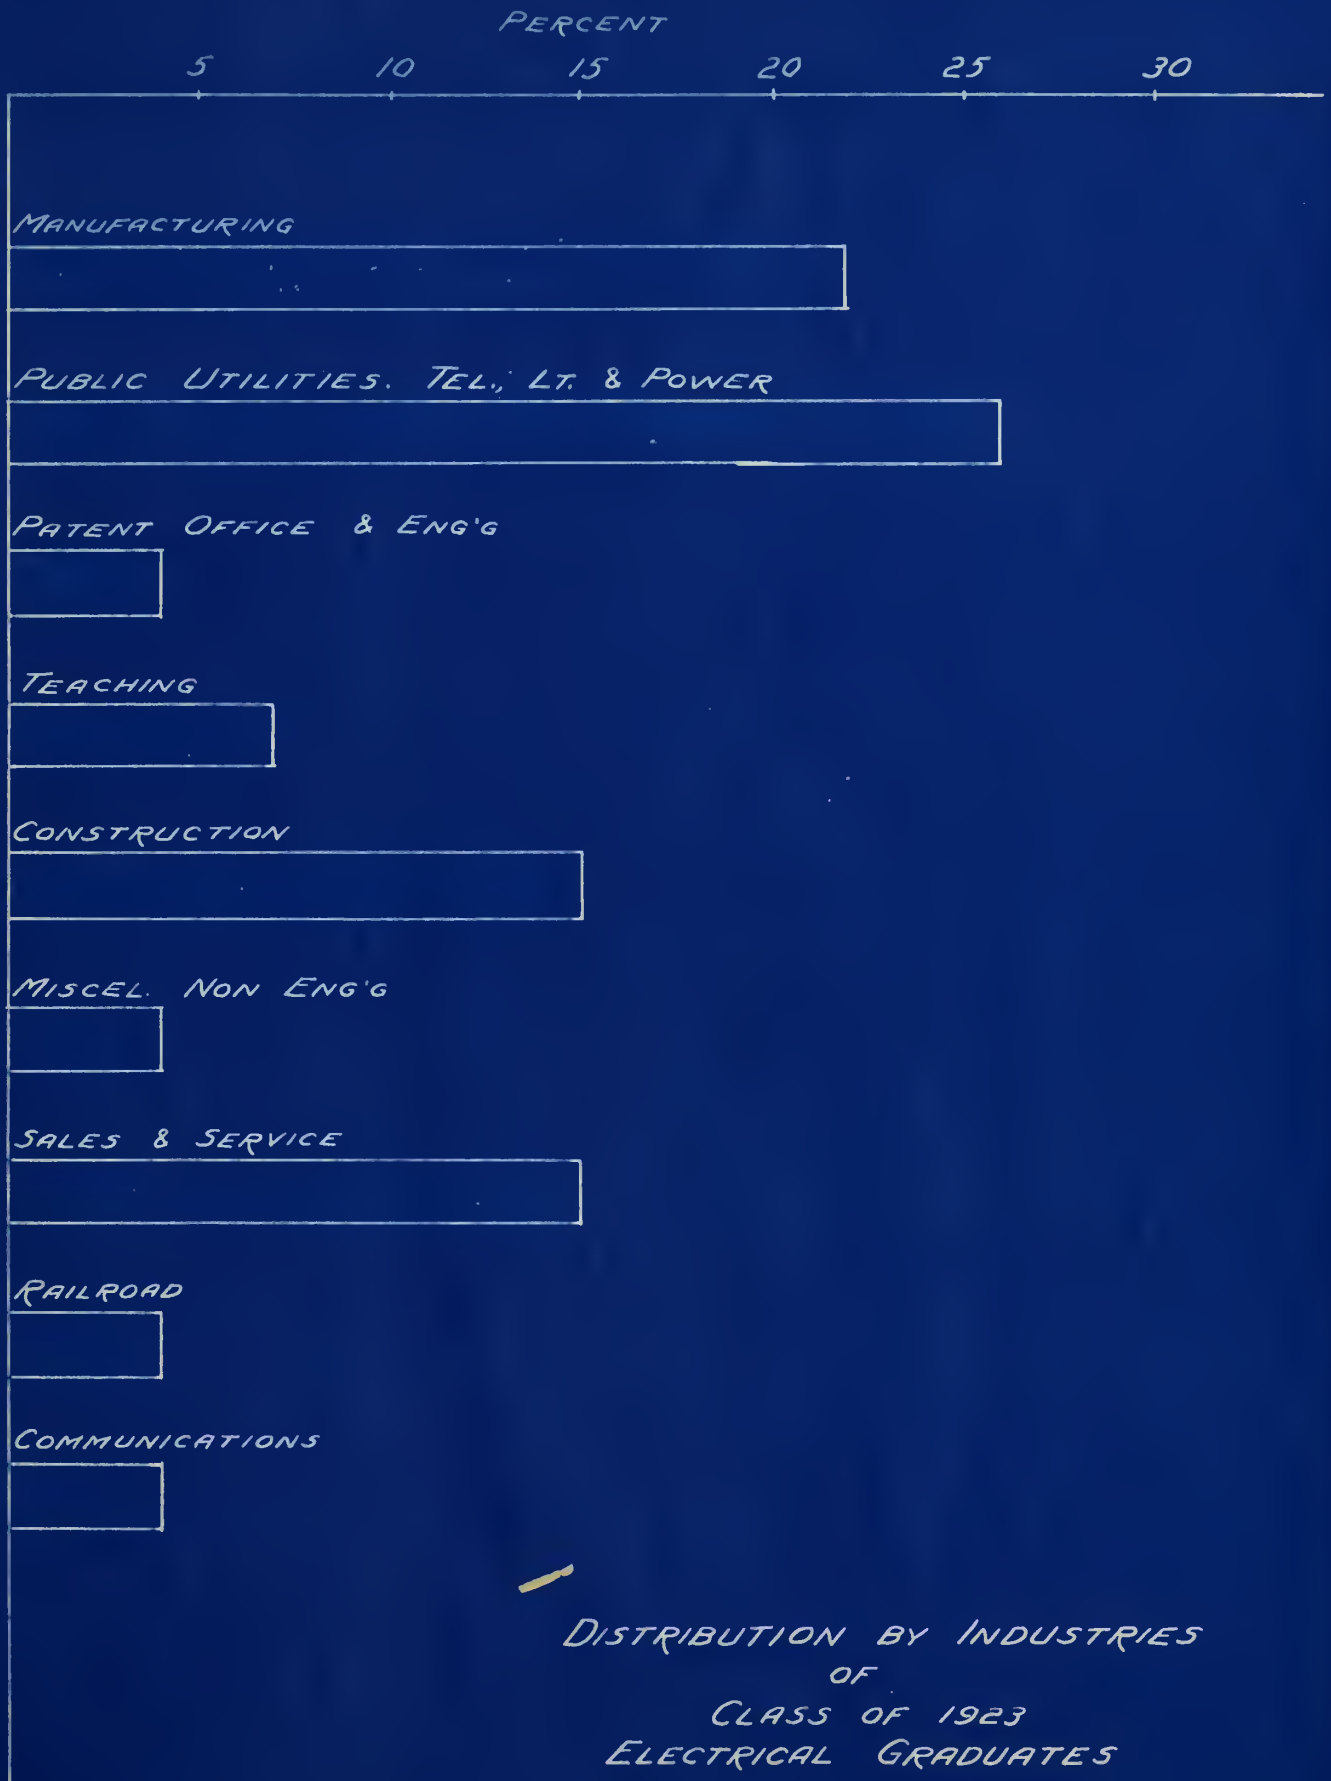 PERCENT
5 10 15 20 25 30
MANUFACTURING
PUBLIC UTILITIES. TEL., LT. & POWER
PATENT OFFICE & ENG'G
TEACHING
CONSTRUCTION
MISCEL. NON ENG'G
SALES & SERVICE
RAILROAD
COMMUNICATIONS
DISTRIBUTION BY INDUSTRIES
OF
CLASS OF 1923
ELECTRICAL GRADUATES